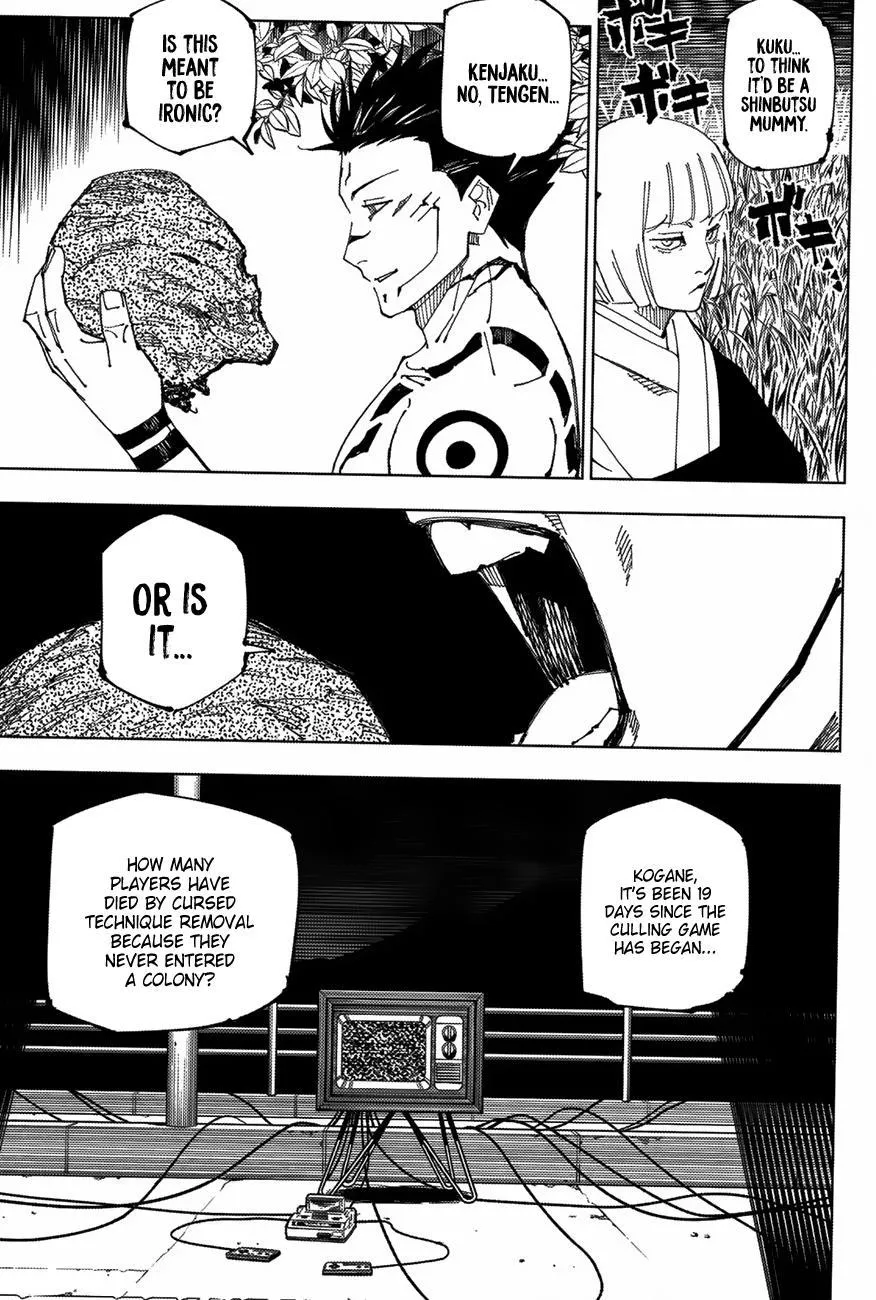 KUKU...
TO THINK
IT'D BE A
SHINBUTSU
MUMMY.
ボキ
ボキ
ボキ
KENJAKU...
NO, TENGEN...
IS THIS
MEANT
TO BE
IRONIC?
OR IS
IT...
KOGANE,
IT'S BEEN 19
DAYS SINCE THE
CULLING GAME
HAS BEGAN...
HOW MANY
PLAYERS HAVE
DIED BY CURSED
TECHNIQUE REMOVAL
BECAUSE THEY
NEVER ENTERED
A COLONY?